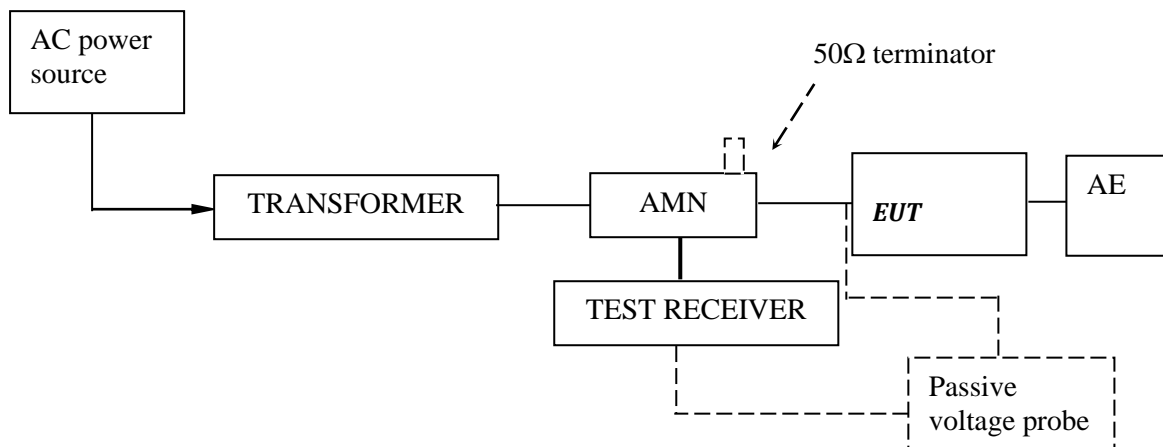 AC power
source
50Ω terminator
TRANSFORMER
AMN
EUT
AE
TEST RECEIVER
Passive
voltage probe